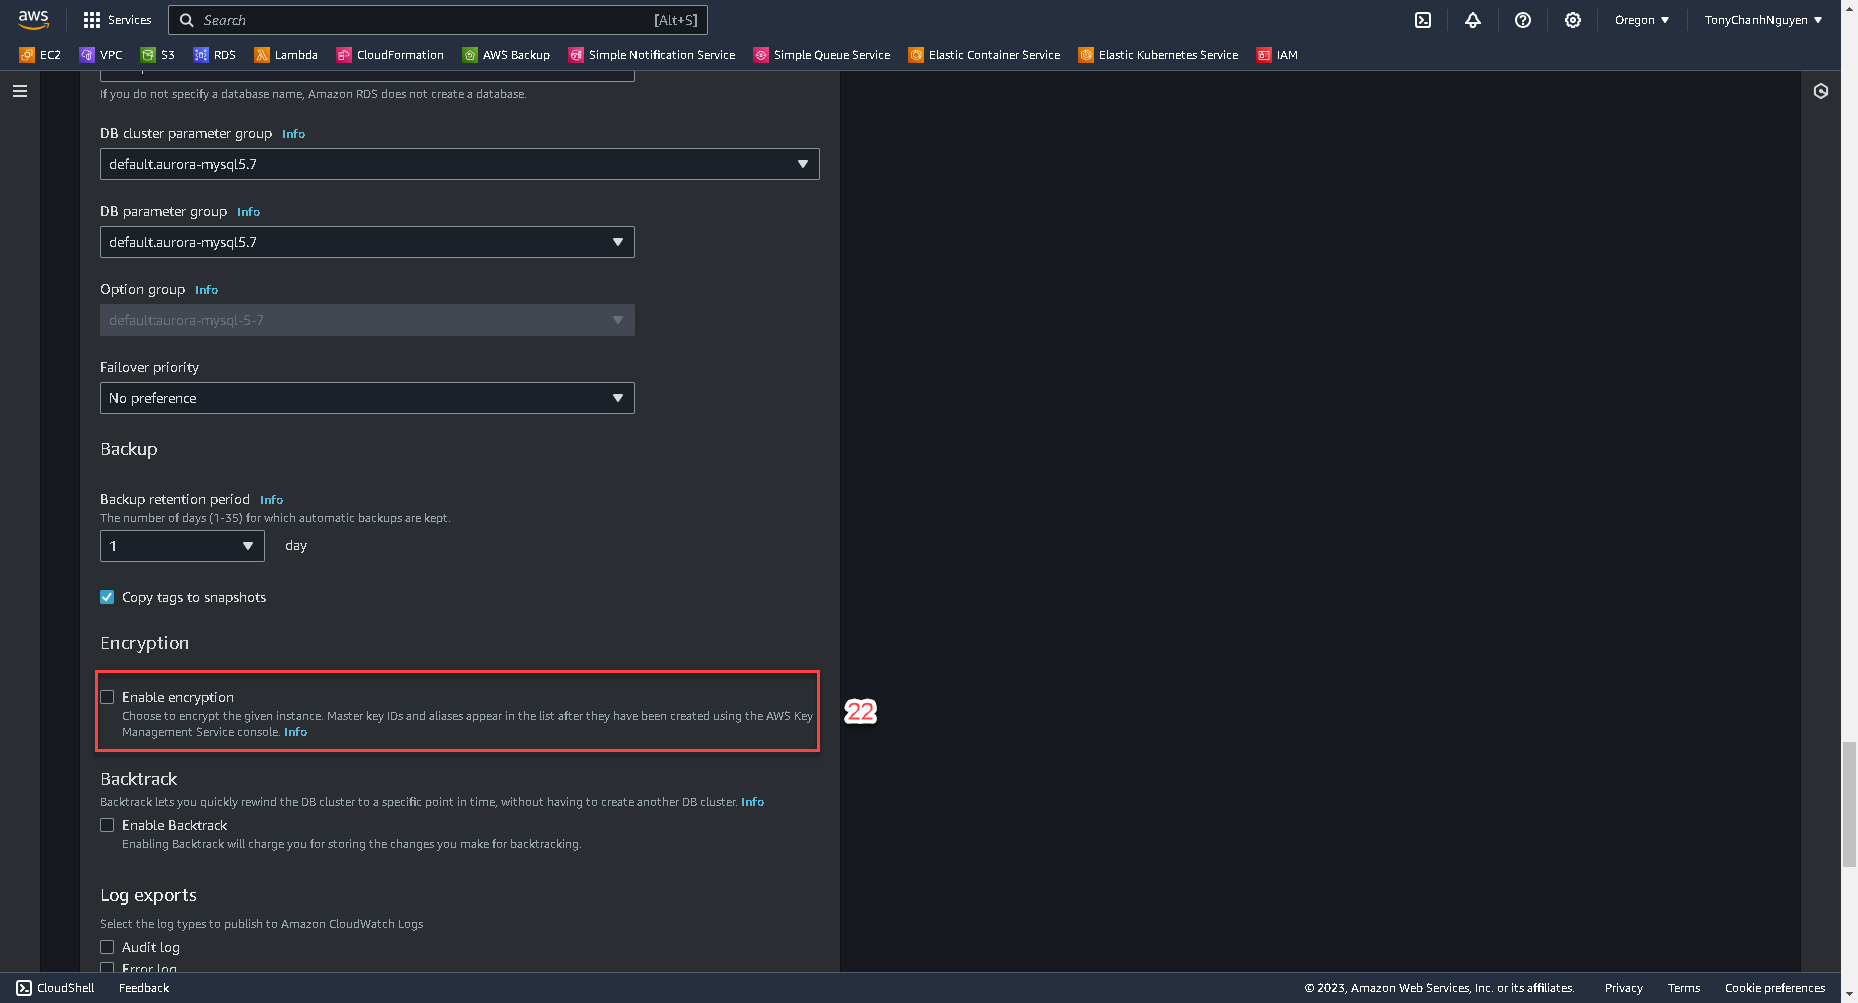 aws
Services
Search
[Alt+S]
Oregon
TonyChanhNguyen
EC2
VPC
S3
RDS
Lambda
CloudFormation
AWS Backup
Simple Notification Service
Simple Queue Service
Elastic Container Service
Elastic Kubernetes Service
IAM
If you do not specify a database name, Amazon RDS does not create a database.
DB cluster parameter group Info
default.aurora-mysql5.7
DB parameter group Info
default.aurora-mysql5.7
Option group Info
default:aurora-mysql-5-7
Failover priority
No preference
Backup
Backup retention period Info
The number of days (1-35) for which automatic backups are kept.
1
day
Copy tags to snapshots
Encryption
Enable encryption
Choose to encrypt the given instance. Master key IDs and aliases appear in the list after they have been created using the AWS Key
Management Service console. Info
22
Backtrack
Backtrack lets you quickly rewind the DB cluster to a specific point in time, without having to create another DB cluster. Info
Enable Backtrack
Enabling Backtrack will charge you for storing the changes you make for backtracking.
Log exports
Select the log types to publish to Amazon CloudWatch Logs
Audit log
Error log
CloudShell
Feedback
© 2023, Amazon Web Services, Inc. or its affiliates.
Privacy
Terms
Cookie preferences